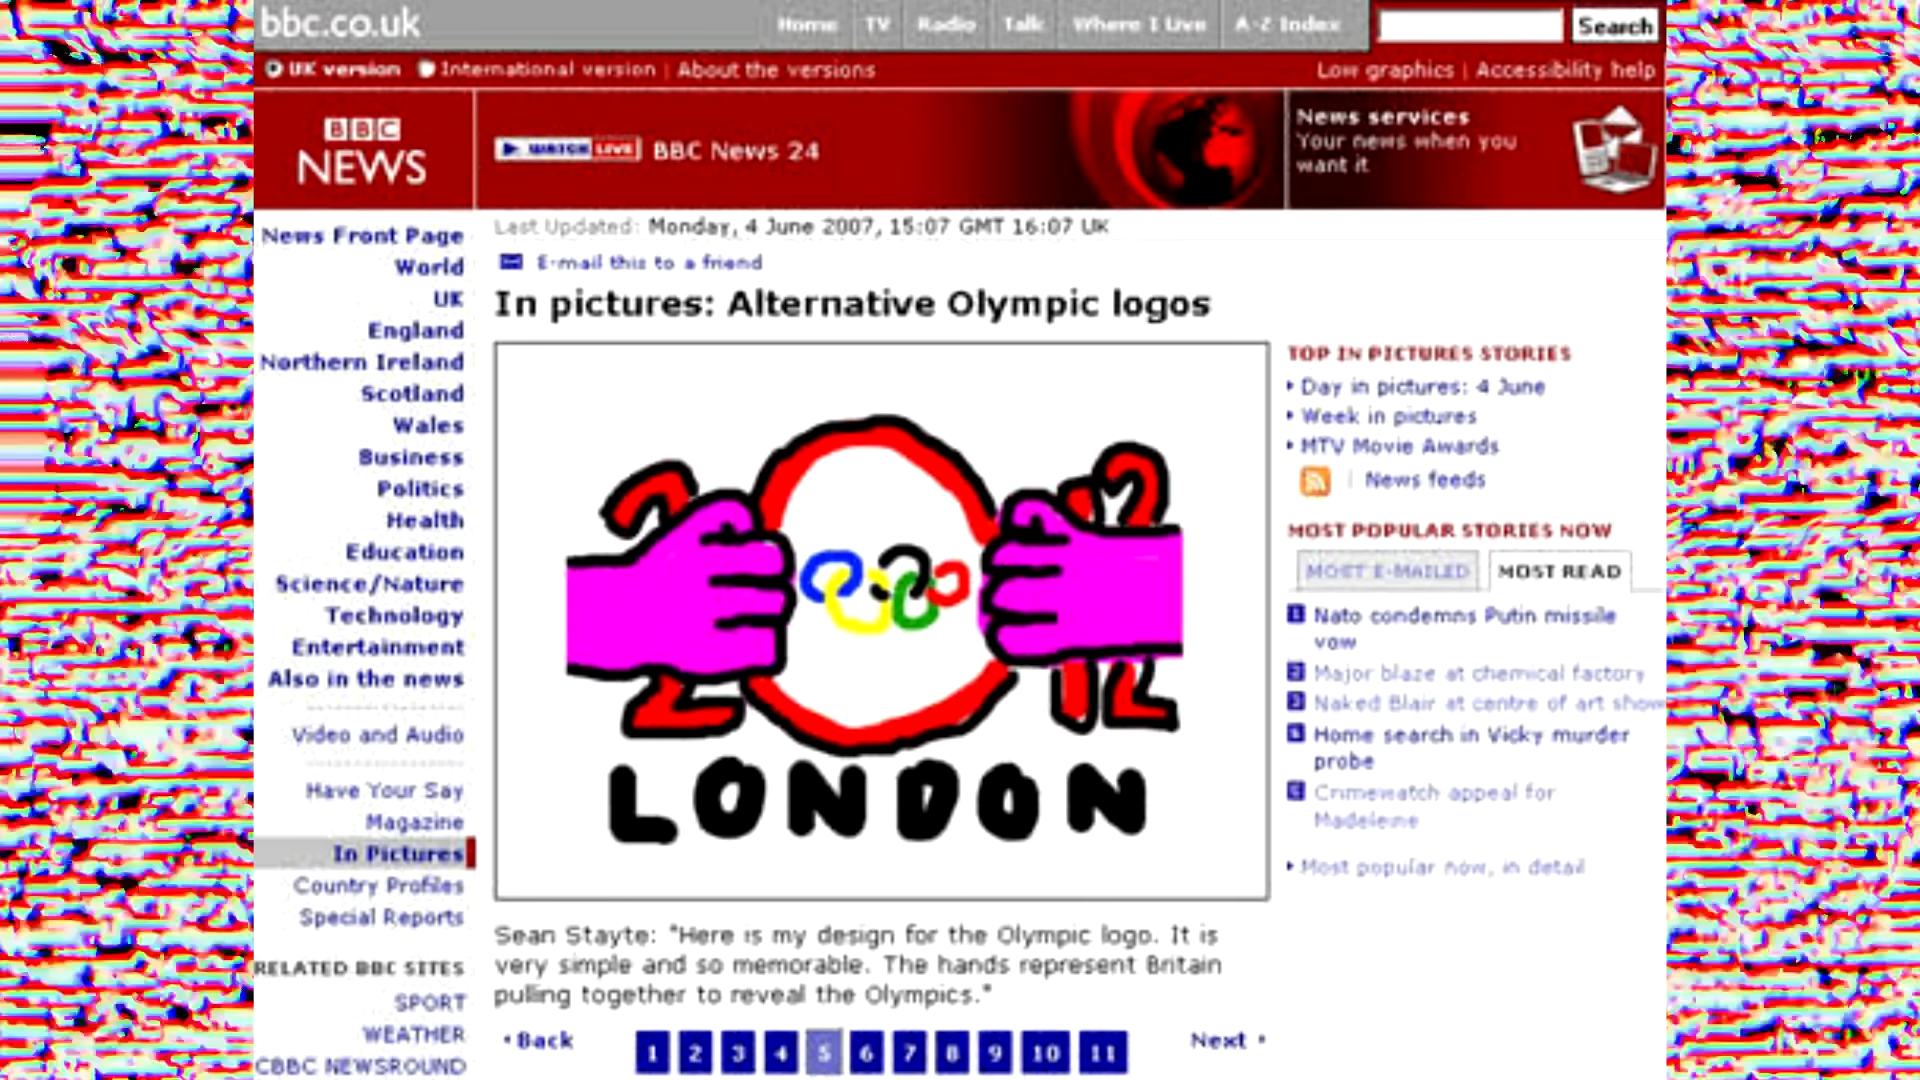 bbc.co.uk
Home TV Radio Talk Where I Live A-Z Index
Search
UK version International version | About the versions
Low graphics | Accessibility help
BBC
NEWS
WATCH LIVE BBC News 24
News services
Your news when you
want it
News Front Page
World
UK
England
Northern Ireland
Scotland
Wales
Business
Politics
Health
Education
Science/Nature
Technology
Entertainment
Also in the news
Video and Audio
Have Your Say
Magazine
In Pictures
Country Profiles
Special Reports
RELATED BBC SITES
SPORT
WEATHER
CBBC NEWSROUND
Last Updated: Monday, 4 June 2007, 15:07 GMT 16:07 UK
E-mail this to a friend
In pictures: Alternative Olympic logos
2 0 12
LONDON
Sean Stayte: "Here is my design for the Olympic logo. It is
very simple and so memorable. The hands represent Britain
pulling together to reveal the Olympics."
Back
1 2 3 4 5 6 7 8 9 10 11
Next
TOP IN PICTURES STORIES
Day in pictures: 4 June
Week in pictures
MTV Movie Awards
| News feeds
MOST POPULAR STORIES NOW
MOST E-MAILED MOST READ
1 Nato condemns Putin missile
vow
2 Major blaze at chemical factory
3 Naked Blair at centre of art show
4 Home search in Vicky murder
probe
5 Crimewatch appeal for
Madeleine
Most popular now, in detail